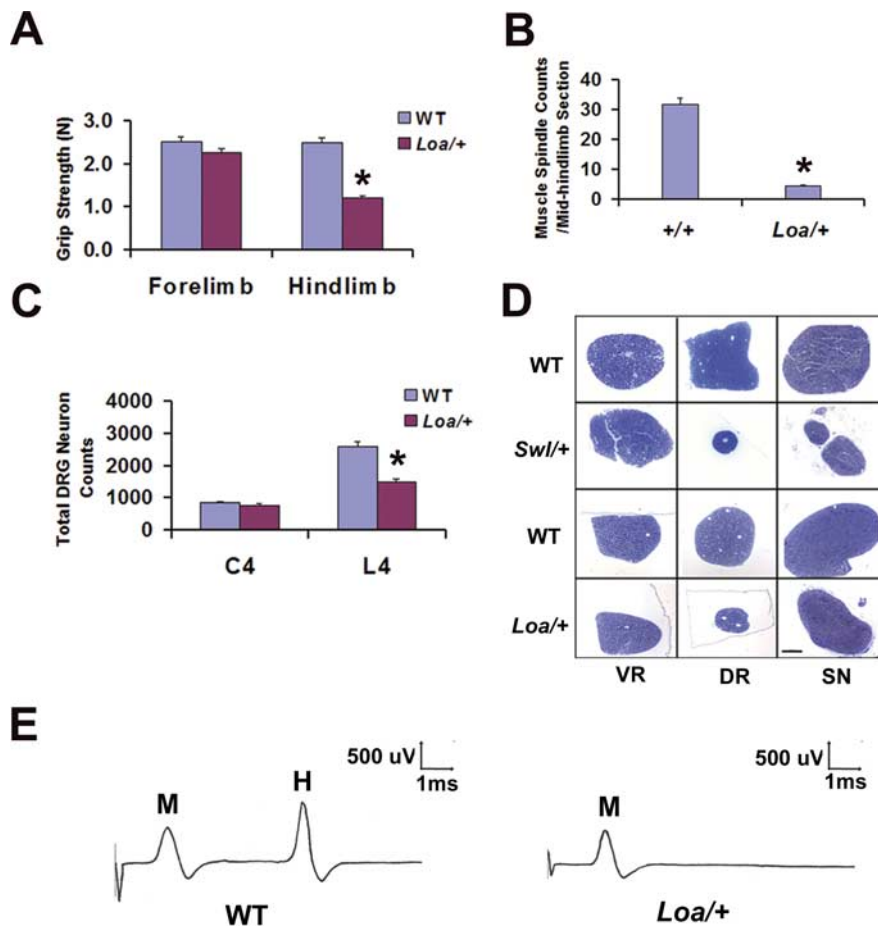 A
Grip Strength (N)
3.0
2.0
1.0
0.0
WT
Loa/+
*
Forelimb
Hindlimb
B
Muscle Spindle Counts
/Mid-hindlimb Section
40
30
20
10
0
*
+/+
Loa/+
C
Total DRG Neuron
Counts
4000
3000
2000
1000
0
WT
Loa/+
*
C4
L4
D
WT
Swl/+
WT
Loa/+
VR
DR
SN
E
500 uV
1ms
M
H
WT
500 uV
1ms
M
Loa/+